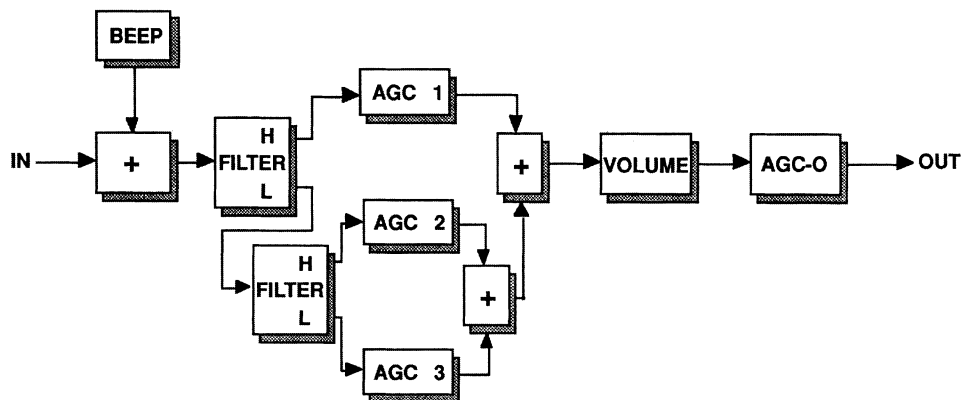 BEEP
IN
+
H
FILTER
L
AGC 1
+
VOLUME
AGC-O
OUT
H
FILTER
L
AGC 2
+
AGC 3